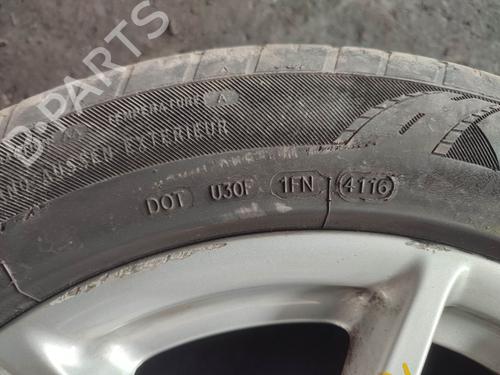 B-PARTS
TEMPERATURE A
AUSSEN EXTERIEUR
DOT U30F 1FN 4116